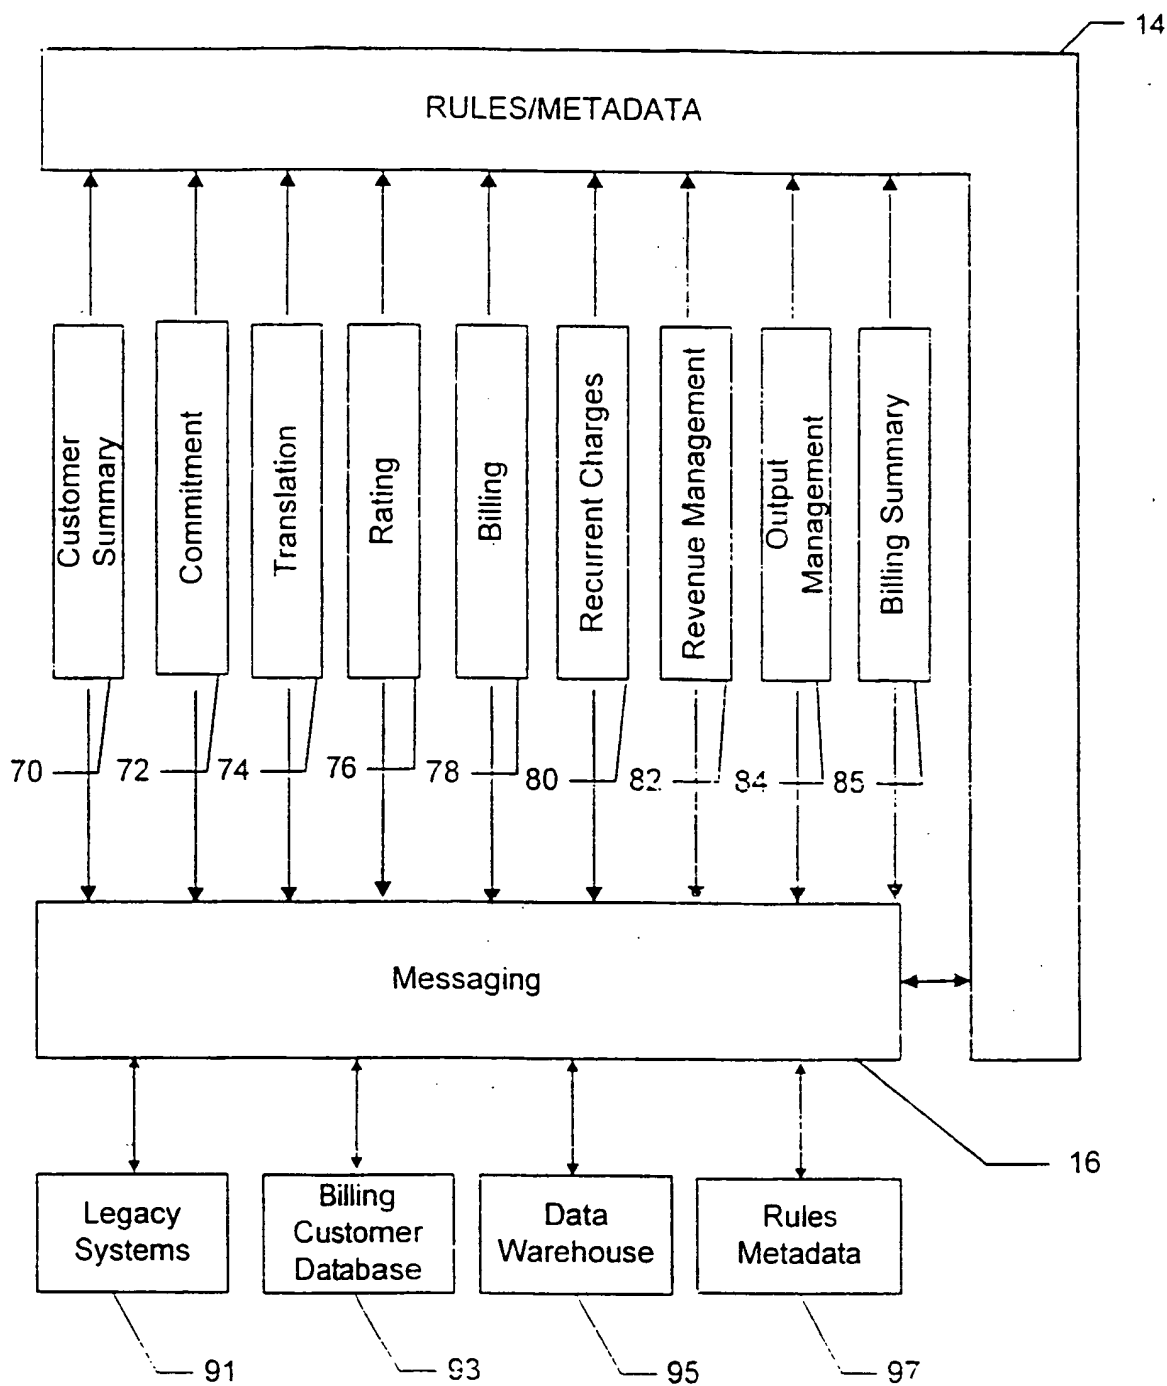 14
RULES/METADATA
Customer
Summary
Commitment
Translation
Rating
Billing
Recurrent Charges
Revenue Management
Output
Management
Billing Summary
70
72
74
76
78
80
82
84
85
Messaging
16
Legacy
Systems
Billing
Customer
Database
Data
Warehouse
Rules
Metadata
91
93
95
97